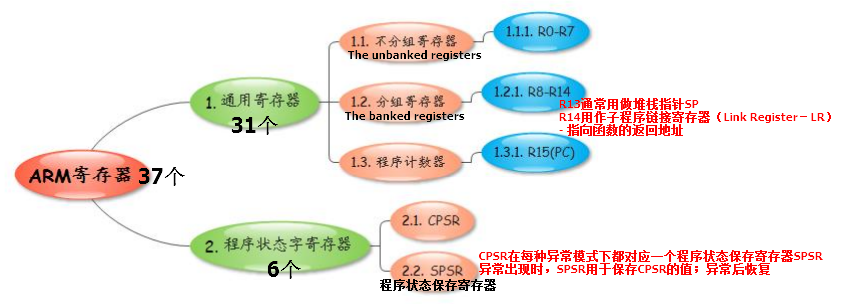 ARM寄存器 37个
1. 通用寄存器
31个
1.1. 不分组寄存器
The unbanked registers
1.1.1. R0-R7
1.2. 分组寄存器
The banked registers
1.2.1. R8-R14
R13通常用做堆栈指针SP
R14用作子程序链接寄存器（Link Register－LR）
- 指向函数的返回地址
1.3. 程序计数器
1.3.1. R15(PC)
2. 程序状态字寄存器
6个
2.1. CPSR
2.2. SPSR
程序状态保存寄存器
CPSR在每种异常模式下都对应一个程序状态保存寄存器SPSR
异常出现时，SPSR用于保存CPSR的值；异常后恢复